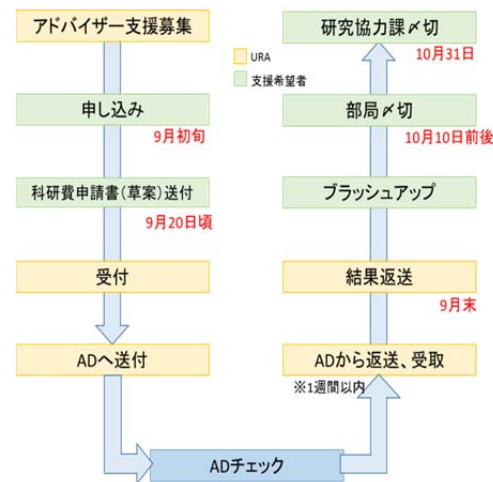 アドバイザー支援募集
申し込み
9月初旬
科研費申請書(草案)送付
9月20日頃
受付
ADへ送付
ADチェック
ADから返送、受取
※1週間以内
結果返送
9月末
ブラッシュアップ
部局〆切
10月10日前後
研究協力課〆切
10月31日
URA
支援希望者